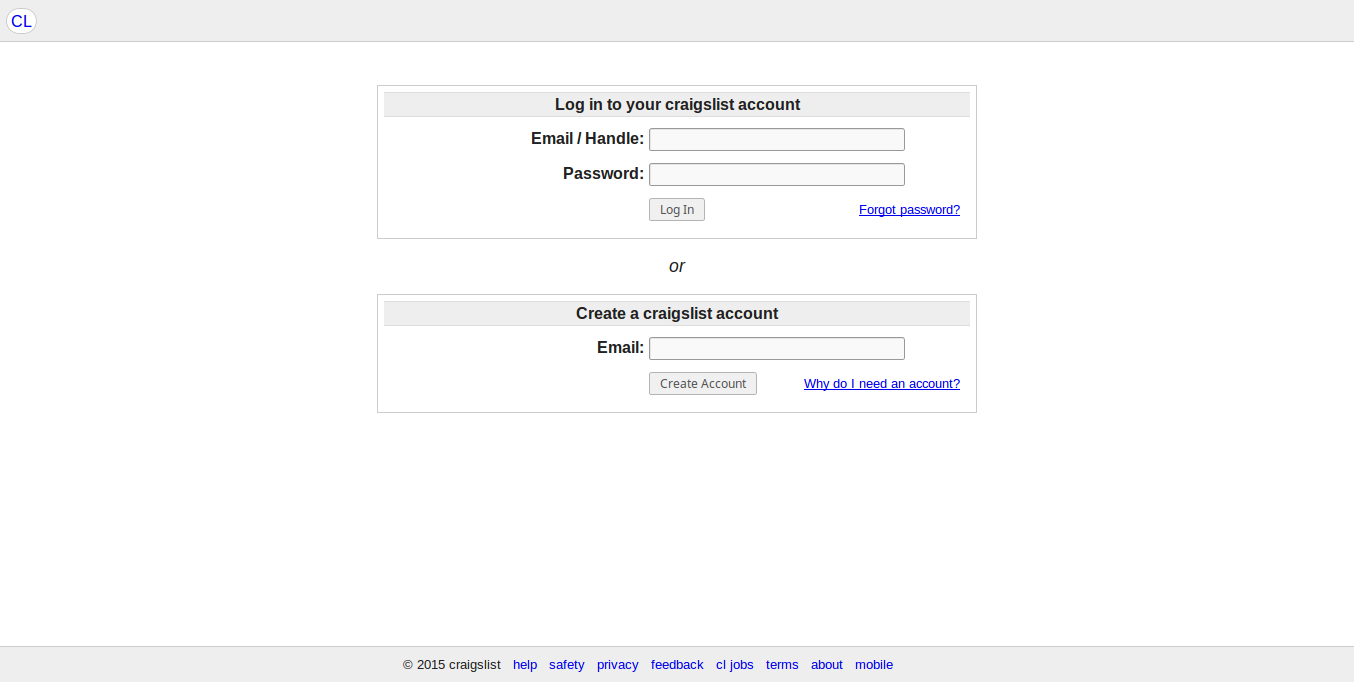 CL
Log in to your craigslist account
Email / Handle:
Password:
Log In Forgot password?
or
Create a craigslist account
Email:
Create Account Why do I need an account?
© 2015 craigslist help safety privacy feedback cl jobs terms about mobile